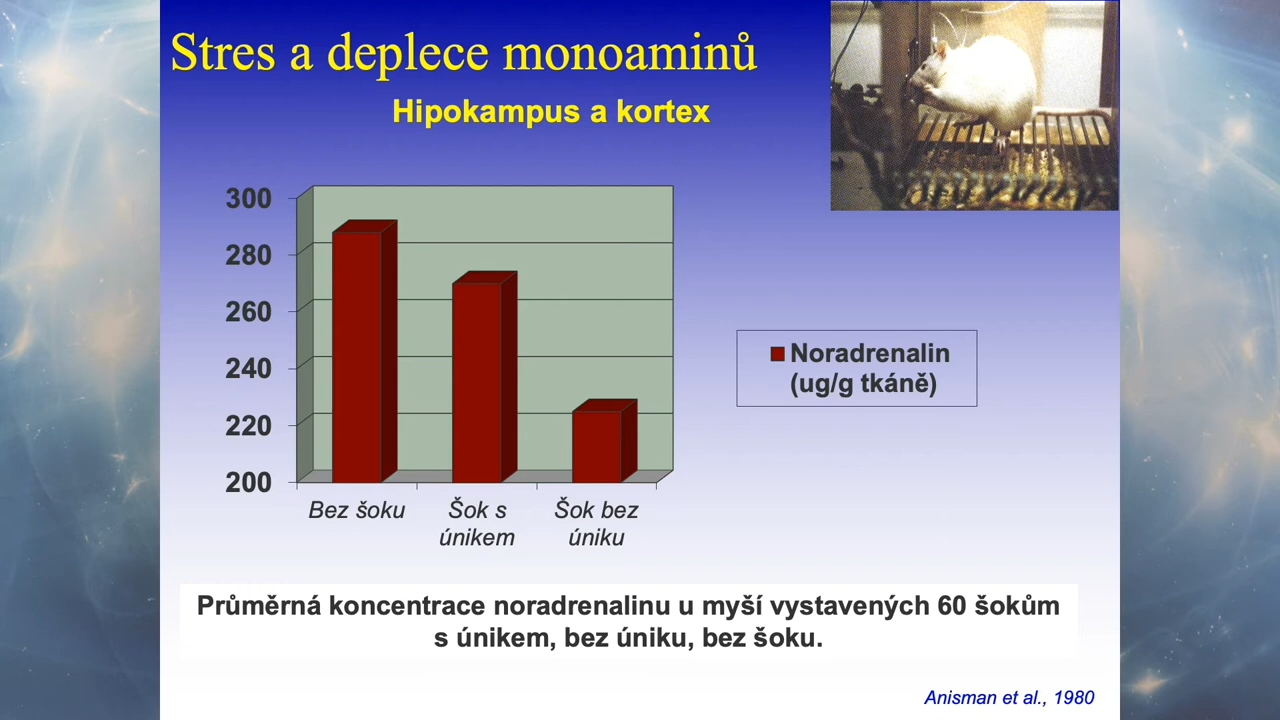 Stres a deplece monoaminů
Hipokampus a kortex
300
280
260
240
220
200
Bez šoku
Šok s
únikem
Šok bez
úniku
Noradrenalin
(ug/g tkáně)
Průměrná koncentrace noradrenalinu u myší vystavených 60 šokům
s únikem, bez úniku, bez šoku.
Anisman et al., 1980